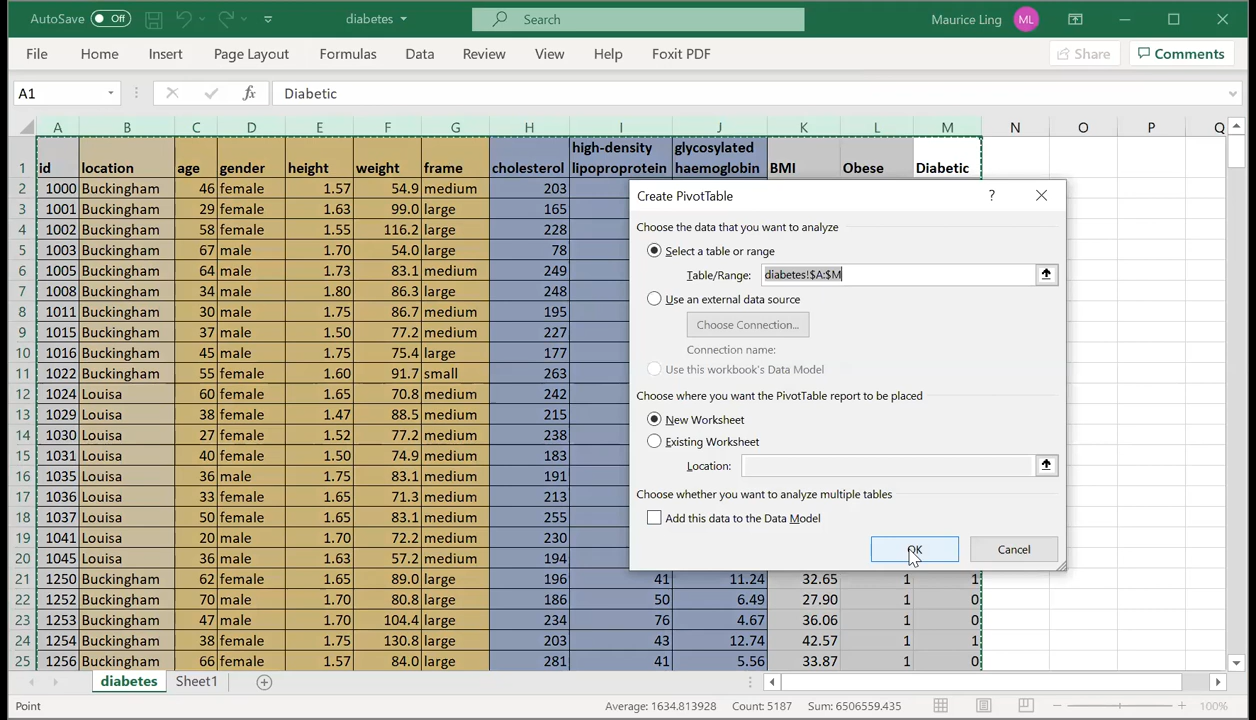 AutoSave Off diabetes Search Maurice Ling ML
File Home Insert Page Layout Formulas Data Review View Help Foxit PDF Share Comments
A1 fx Diabetic
A B C D E F G H I J K L M N O P Q
1 id location age gender height weight frame cholesterol high-density lipoprotein glycosylated haemoglobin BMI Obese Diabetic
2 1000 Buckingham 46 female 1.57 54.9 medium 203
3 1001 Buckingham 29 female 1.63 99.0 large 165
4 1002 Buckingham 58 female 1.55 116.2 large 228
5 1003 Buckingham 67 male 1.70 54.0 large 78
6 1005 Buckingham 64 male 1.73 83.1 medium 249
7 1008 Buckingham 34 male 1.80 86.3 large 248
8 1011 Buckingham 30 male 1.75 86.7 medium 195
9 1015 Buckingham 37 male 1.50 77.2 medium 227
10 1016 Buckingham 45 male 1.75 75.4 large 177
11 1022 Buckingham 55 female 1.60 91.7 small 263
12 1024 Louisa 60 female 1.65 70.8 medium 242
13 1029 Louisa 38 female 1.47 88.5 medium 215
14 1030 Louisa 27 female 1.52 77.2 medium 238
15 1031 Louisa 40 female 1.50 74.9 medium 183
16 1035 Louisa 36 male 1.75 83.1 medium 191
17 1036 Louisa 33 female 1.65 71.3 medium 213
18 1037 Louisa 50 female 1.65 83.1 medium 255
19 1041 Louisa 20 male 1.70 72.2 medium 230
20 1045 Louisa 36 male 1.63 57.2 medium 194
21 1250 Buckingham 62 female 1.65 89.0 large 196 41 11.24 32.65 1 1
22 1252 Buckingham 70 male 1.70 80.8 large 186 50 6.49 27.90 1 0
23 1253 Buckingham 47 male 1.70 104.4 large 234 76 4.67 36.06 1 0
24 1254 Buckingham 38 female 1.75 130.8 large 203 43 12.74 42.57 1 1
25 1256 Buckingham 66 female 1.57 84.0 large 281 41 5.56 33.87 1 0
Create PivotTable ?
Choose the data that you want to analyze
Select a table or range
Table/Range: diabetes!$A:$M
Use an external data source
Choose Connection...
Connection name:
Use this workbook's Data Model
Choose where you want the PivotTable report to be placed
New Worksheet
Existing Worksheet
Location:
Choose whether you want to analyze multiple tables
Add this data to the Data Model
OK Cancel
diabetes Sheet1
Point Average: 1634.813928 Count: 5187 Sum: 6506559.435 100%